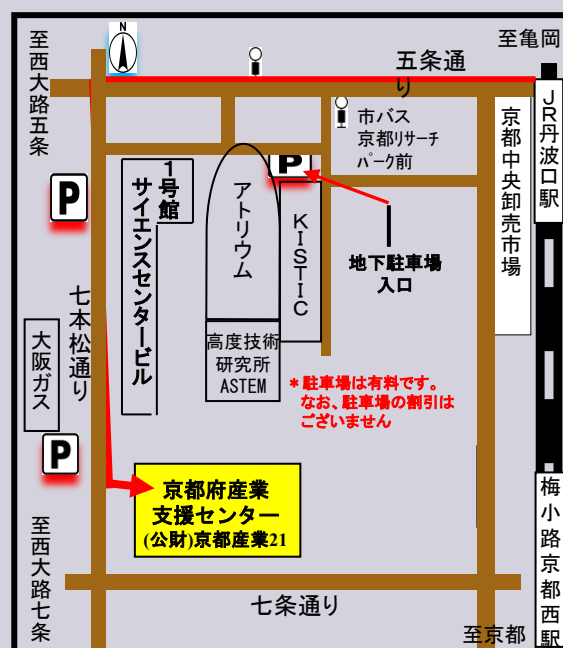 N
至西大路五条
五条通
り
至亀岡
JR丹波口駅
市バス
京都リサーチ
パーク前
京都中央卸売市場
P
P
1号館
サイエンスセンタービル
アトリウム
KISTIC
地下駐車場
入口
七本松通り
大阪ガス
高度技術
研究所
ASTEM
*駐車場は有料です。
なお、駐車場の割引は
ございません
P
京都府産業
支援センター
(公財)京都産業21
至西大路七条
七条通り
梅小路京都西駅
至京都